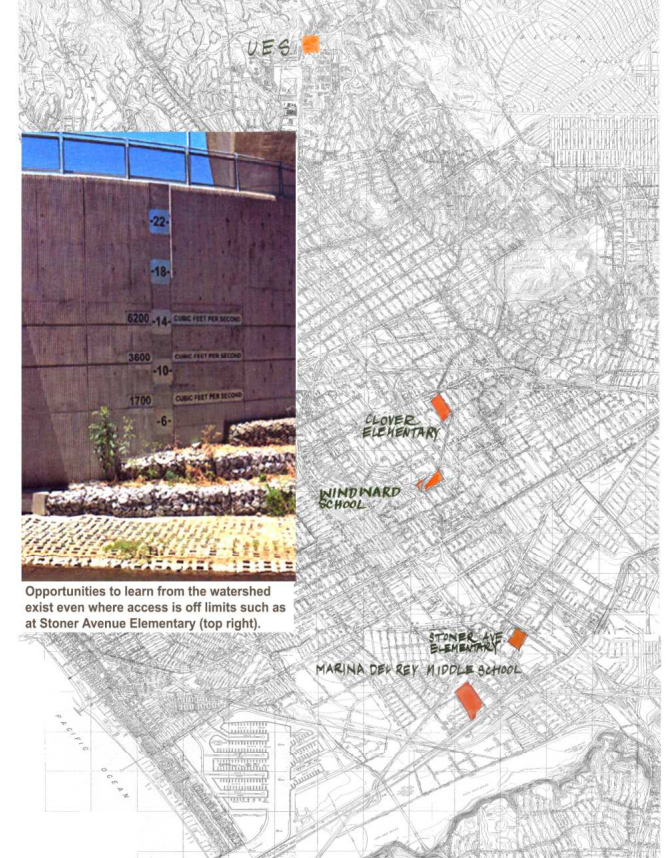 UES
-22-
-18-
6200 -14- CUBIC FEET PER SECOND
3600 CUBIC FEET PER SECOND
-10-
1700 CUBIC FEET PER SECOND
-6-
Opportunities to learn from the watershed
exist even where access is off limits such as
at Stoner Avenue Elementary (top right).
CLOVER
ELEMENTARY
WINDWARD
SCHOOL
STONER AVE
ELEMENTARY
MARINA DEL REY MIDDLE SCHOOL
PACIFIC
OCEAN